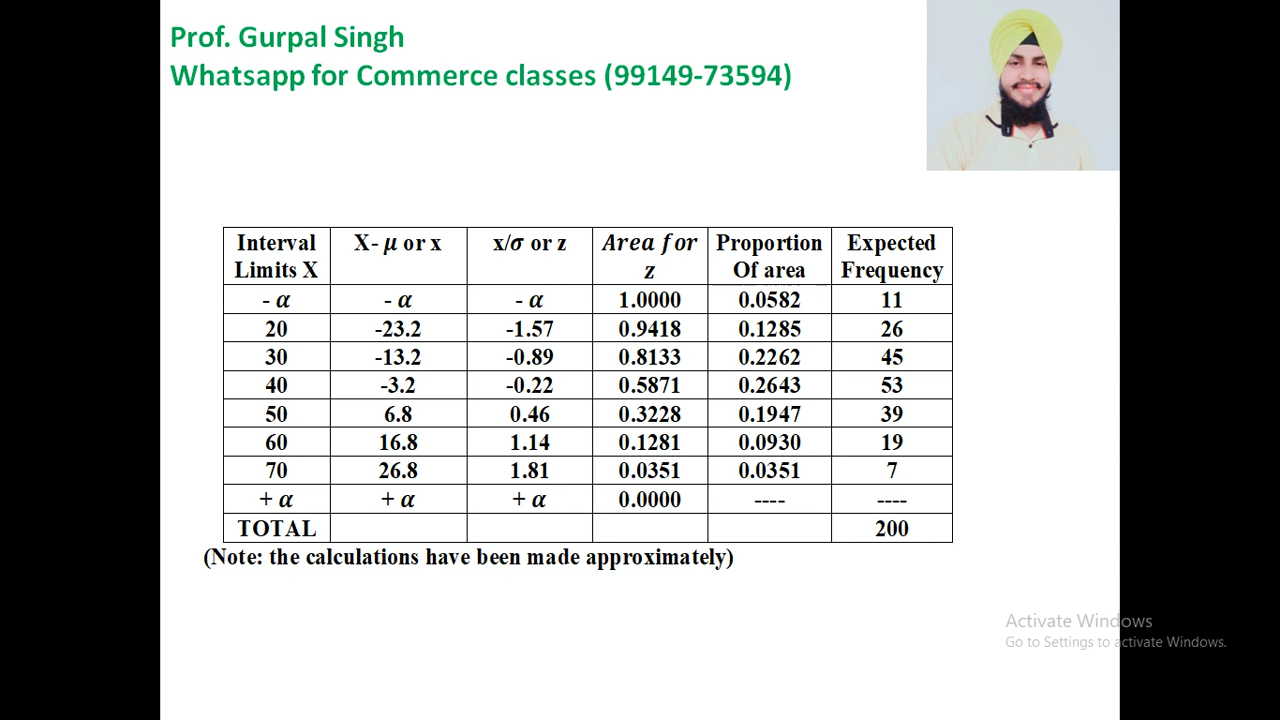 Prof. Gurpal Singh
Whatsapp for Commerce classes (99149-73594)
Interval Limits X | X- μ or x | x/σ or z | Area for z | Proportion Of area | Expected Frequency
- α | - α | - α | 1.0000 | 0.0582 | 11
20 | -23.2 | -1.57 | 0.9418 | 0.1285 | 26
30 | -13.2 | -0.89 | 0.8133 | 0.2262 | 45
40 | -3.2 | -0.22 | 0.5871 | 0.2643 | 53
50 | 6.8 | 0.46 | 0.3228 | 0.1947 | 39
60 | 16.8 | 1.14 | 0.1281 | 0.0930 | 19
70 | 26.8 | 1.81 | 0.0351 | 0.0351 | 7
+ α | + α | + α | 0.0000 | ---- | ----
TOTAL | | | | | 200
(Note: the calculations have been made approximately)
Activate Windows
Go to Settings to activate Windows.